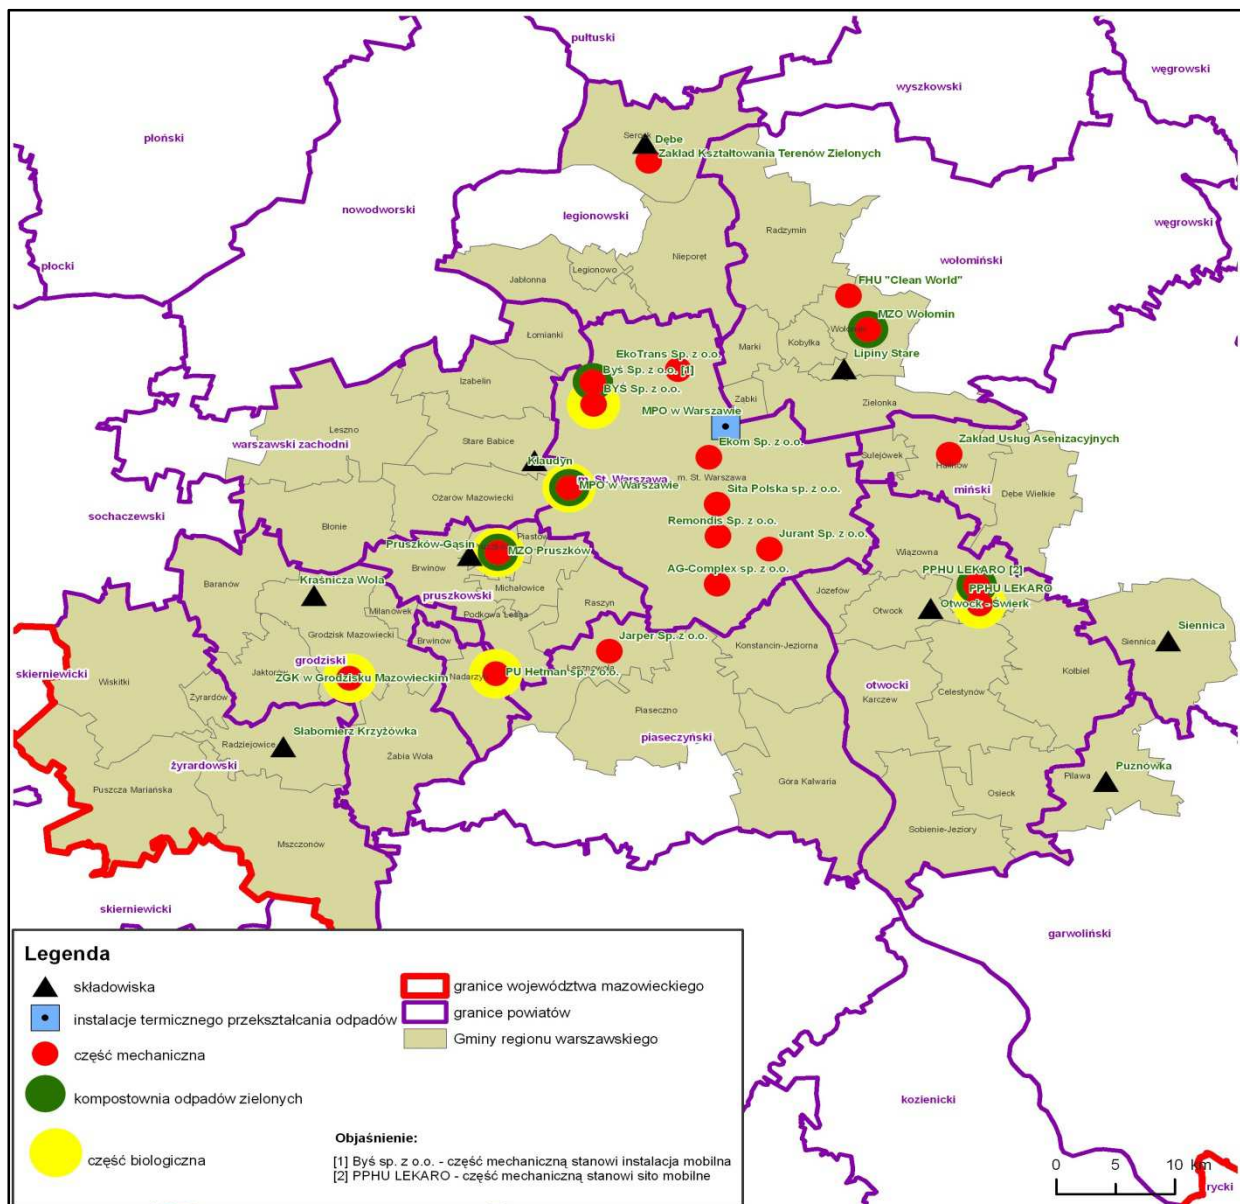 pułtuski
węgrowski
wyszkowski
płoński
Serock
Dębe
Zakład Kształtowania Terenów Zielonych
nowodworski
legionowski
węgrowski
Radzymin
Nieporęt
wołomiński
płocki
Legionowo
Jabłonna
FHU "Clean World"
MZO Wołomin
Wołomin
Łomianki
Marki
Kobyłka
EkoTrans Sp. z o.o.
Lipiny Stare
Byś Sp. z o.o. [1]
Izabelin
BYŚ Sp. z o.o.
Ząbki
Zielonka
MPO w Warszawie
Leszno
warszawski zachodni
Stare Babice
Ekom Sp. z o.o.
Zakład Usług Asenizacyjnych
Sulejówek
Halinów
Klaudyn
m. St. Warszawa
m. St. Warszawa
MPO w Warszawie
miński
Dębe Wielkie
Ożarów Mazowiecki
Sita Polska sp. z o.o.
sochaczewski
Błonie
Remondis Sp. z o.o.
Piastów
Jurant Sp. z o.o.
Pruszków-Gąsin
MZO Pruszków
Wiązowna
Brwinów
AG-Complex sp. z o.o.
PPHU LEKARO [2]
Baranów
Kraśnicza Wola
Michałowice
PPHU LEKARO
pruszkowski
Józefów
Raszyn
Otwock - Świerk
Milanówek
Podkowa Leśna
Otwock
Siennica
Grodzisk Mazowiecki
Brwinów
Jarper Sp. z o.o.
Konstancin-Jeziorna
Siennica
grodziski
Lesznowola
skierniewicki
Jaktorów
Kołbiel
ZGK w Grodzisku Mazowieckim
Nadarzyn
PU Hetman sp. z o.o.
Wiskitki
otwocki
Żyrardów
Celestynów
Karczew
Piaseczno
Słabomierz Krzyżówka
piaseczyński
Radziejowice
Żabia Wola
żyrardowski
Puznówka
Pilawa
Góra Kalwaria
Puszcza Mariańska
Osieck
Mszczonów
Sobienie-Jeziory
skierniewicki
garwoliński
kozienicki
rycki
Legenda
składowiska
instalacje termicznego przekształcania odpadów
część mechaniczna
kompostownia odpadów zielonych
część biologiczna
granice województwa mazowieckiego
granice powiatów
Gminy regionu warszawskiego
Objaśnienie:
[1] Byś sp. z o.o. - część mechaniczną stanowi instalacja mobilna
[2] PPHU LEKARO - część mechaniczną stanowi sito mobilne
0 5 10 km